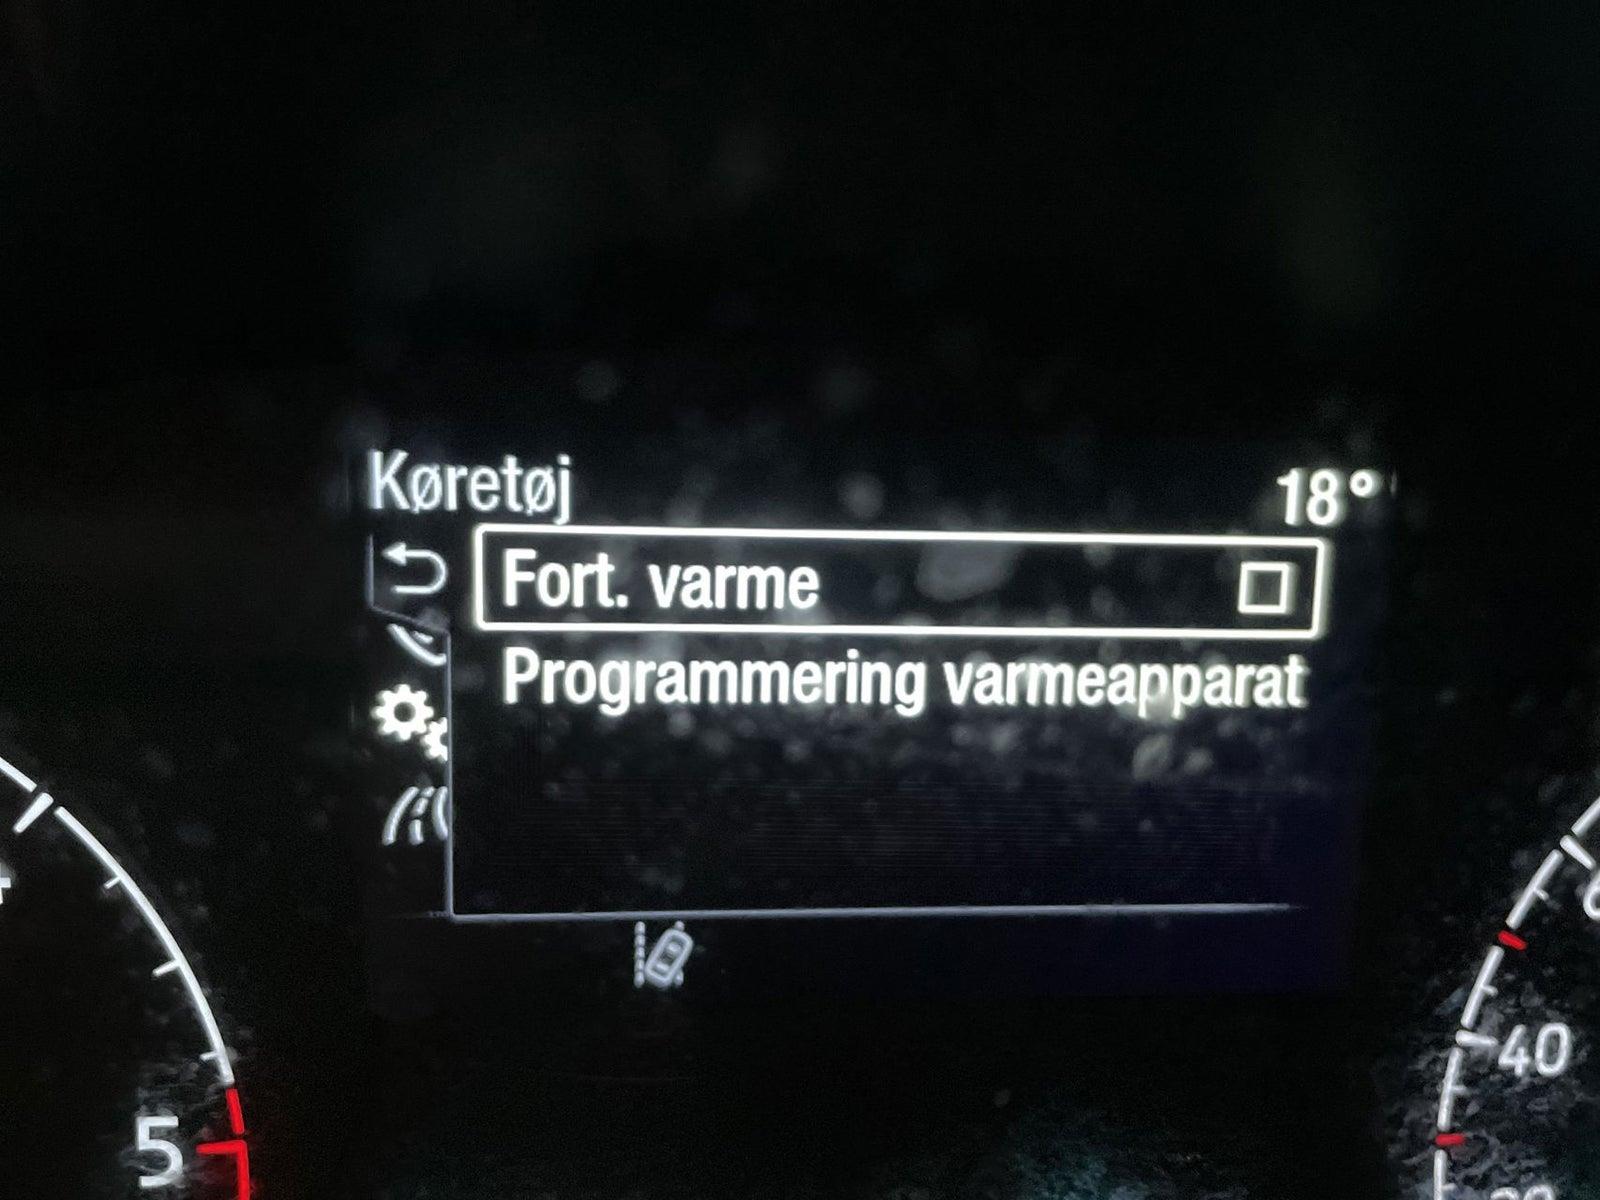 Køretøj
18°
Fort. varme
Programmering varmeapparat
5
40